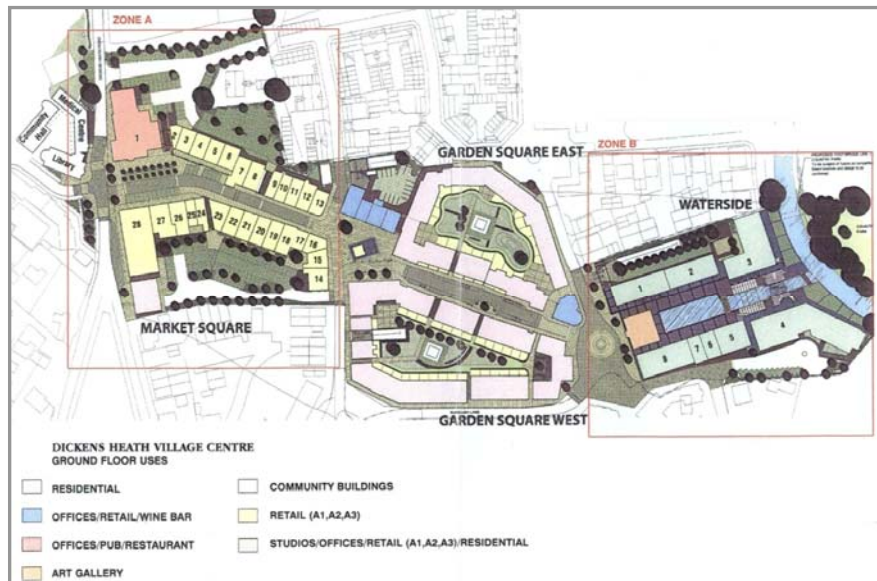 ZONE A
Community
Hall
Medical
Centre
Library
1
2
3
4
5
6
7
8
9
10
11
12
13
28
27
26
25
24
23
22
21
20
19
18
17
16
15
14
MARKET SQUARE
GARDEN SQUARE EAST
GARDEN SQUARE WEST
ZONE B
WATERSIDE
1
2
3
4
5
6
7
8
DICKENS HEATH VILLAGE CENTRE
GROUND FLOOR USES
RESIDENTIAL
OFFICES/RETAIL/WINE BAR
OFFICES/PUB/RESTAURANT
ART GALLERY
COMMUNITY BUILDINGS
RETAIL (A1,A2,A3)
STUDIOS/OFFICES/RETAIL (A1,A2,A3)/RESIDENTIAL